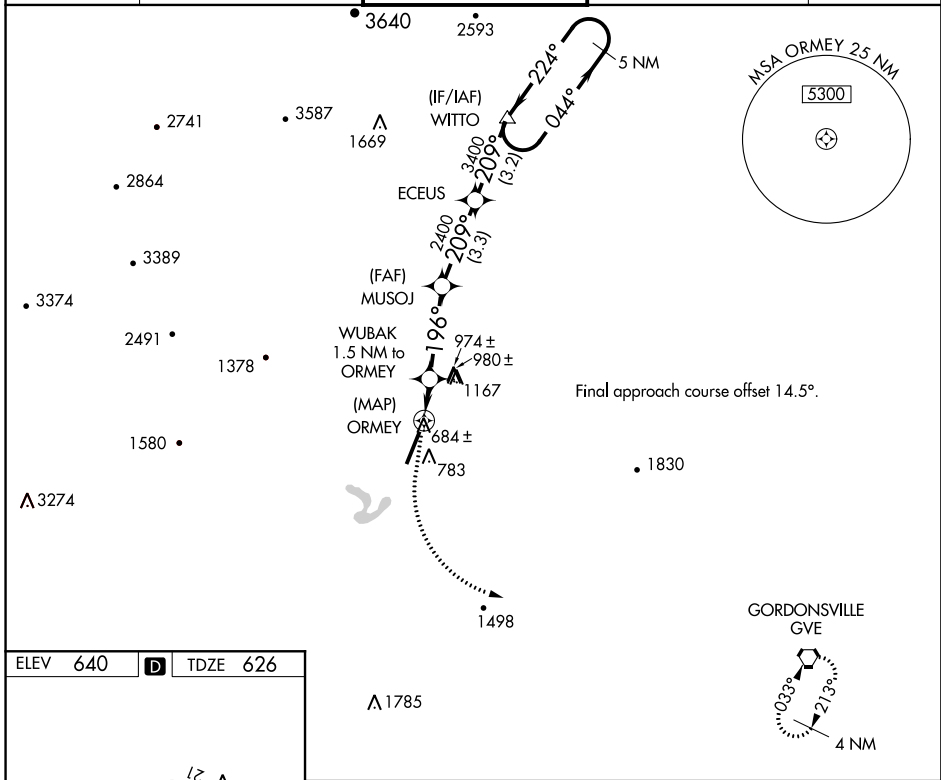 3640
2593
224°
5 NM
044°
(IF/IAF)
WITTO
MSA ORMEY 25 NM
5300
2741
3587
1669
3400
209°
(3.2)
2864
ECEUS
2400
209°
(3.3)
3389
(FAF)
MUSOJ
3374
2491
1378
196°
WUBAK
1.5 NM to
ORMEY
974 ±
980 ±
1167
Final approach course offset 14.5°.
(MAP)
ORMEY
684 ±
783
1580
1830
3274
1498
GORDONSVILLE
GVE
033°
213°
4 NM
ELEV 640 D TDZE 626
1785
21